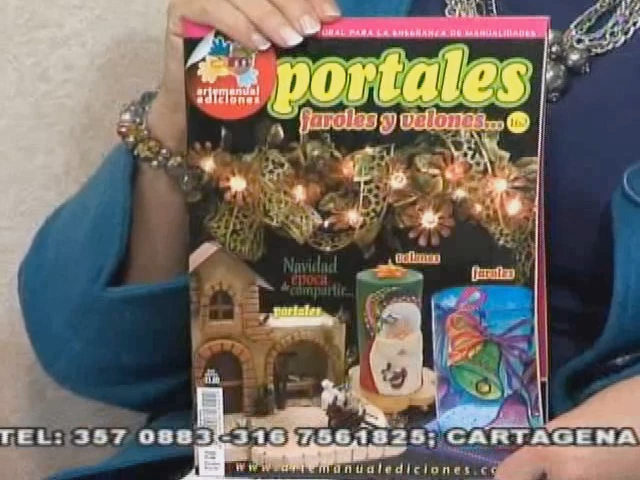 ORAL PARA LA ENSEÑANZA DE MANUALIDADES
artemanual
ediciones
portales
faroles y velones...
162
Navidad
época
de compartir...
velones
faroles
portales
TEL: 357 0883 -316 7561825; CARTAGENA
www.artemanualediciones.co